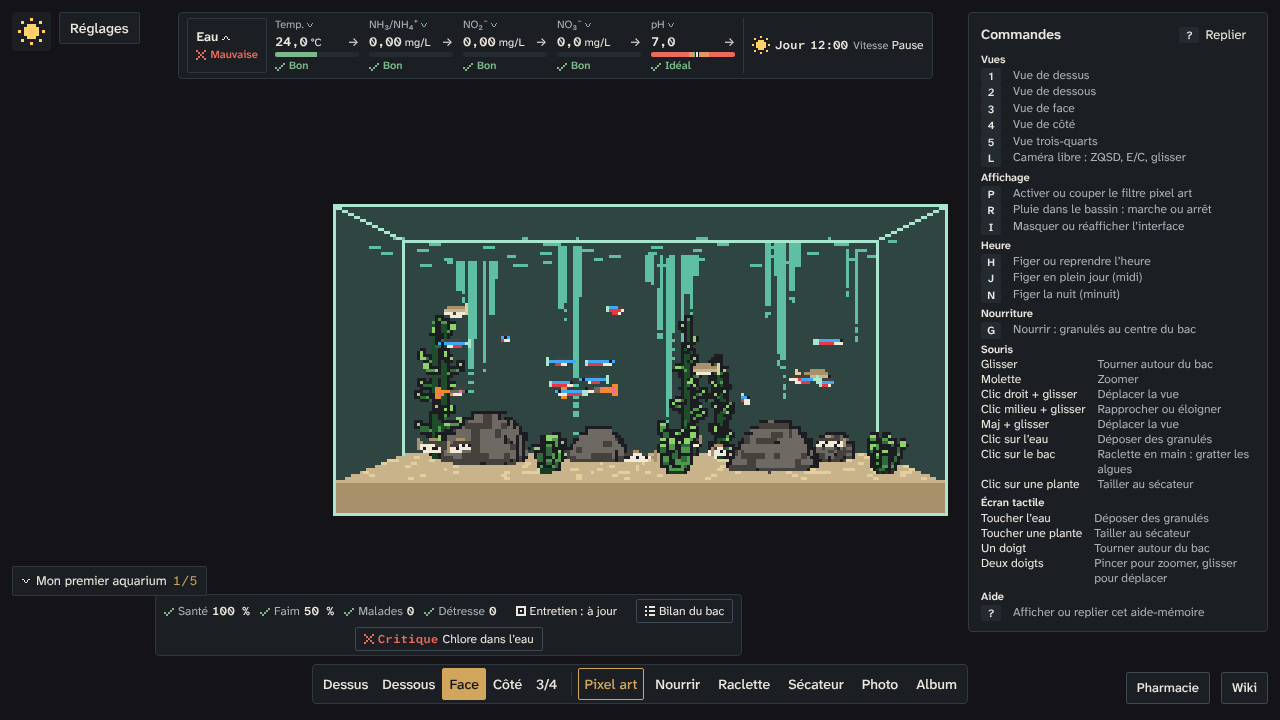 Réglages
Eau
Mauvaise
Temp.
24,0 °C
Bon
NH₃/NH₄⁺
0,00 mg/L
Bon
NO₂⁻
0,00 mg/L
Bon
NO₃⁻
0,0 mg/L
Bon
pH
7,0
Idéal
Jour 12:00 Vitesse Pause
Commandes
? Replier
Vues
1 Vue de dessus
2 Vue de dessous
3 Vue de face
4 Vue de côté
5 Vue trois-quarts
L Caméra libre : ZQSD, E/C, glisser
Affichage
P Activer ou couper le filtre pixel art
R Pluie dans le bassin : marche ou arrêt
I Masquer ou réafficher l'interface
Heure
H Figer ou reprendre l'heure
J Figer en plein jour (midi)
N Figer la nuit (minuit)
Nourriture
G Nourrir : granulés au centre du bac
Souris
Glisser Tourner autour du bac
Molette Zoomer
Clic droit + glisser Déplacer la vue
Clic milieu + glisser Rapprocher ou éloigner
Maj + glisser Déplacer la vue
Clic sur l'eau Déposer des granulés
Clic sur le bac Raclette en main : gratter les
algues
Clic sur une plante Tailler au sécateur
Écran tactile
Toucher l'eau Déposer des granulés
Toucher une plante Tailler au sécateur
Un doigt Tourner autour du bac
Deux doigts Pincer pour zoomer, glisser
pour déplacer
Aide
? Afficher ou replier cet aide-mémoire
Mon premier aquarium 1/5
Santé 100 % Faim 50 % Malades 0 Détresse 0 Entretien : à jour Bilan du bac
Critique Chlore dans l'eau
Dessus Dessous Face Côté 3/4 Pixel art Nourrir Raclette Sécateur Photo Album
Pharmacie Wiki